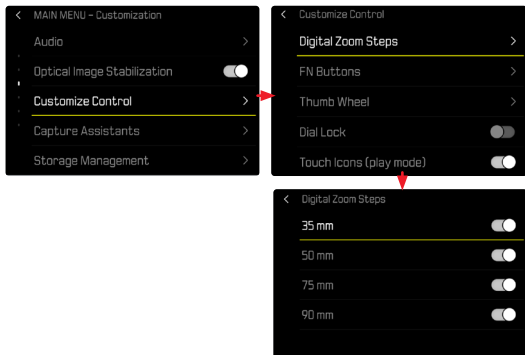 MAIN MENU – Customization
Audio
Optical Image Stabilization
Customize Control
Capture Assistants
Storage Management
Customize Control
Digital Zoom Steps
FN Buttons
Thumb Wheel
Dial Lock
Touch Icons (play mode)
Digital Zoom Steps
35 mm
50 mm
75 mm
90 mm